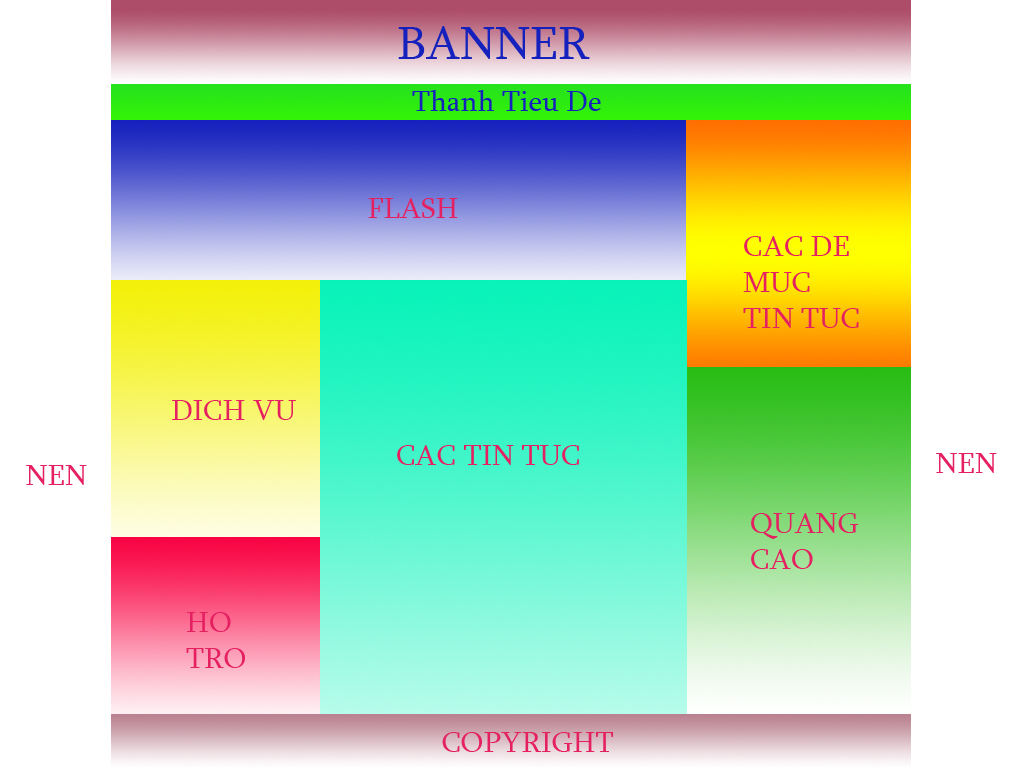 BANNER
Thanh Tieu De
FLASH
CAC DE
MUC
TIN TUC
DICH VU
CAC TIN TUC
NEN
NEN
QUANG
CAO
HO
TRO
COPYRIGHT